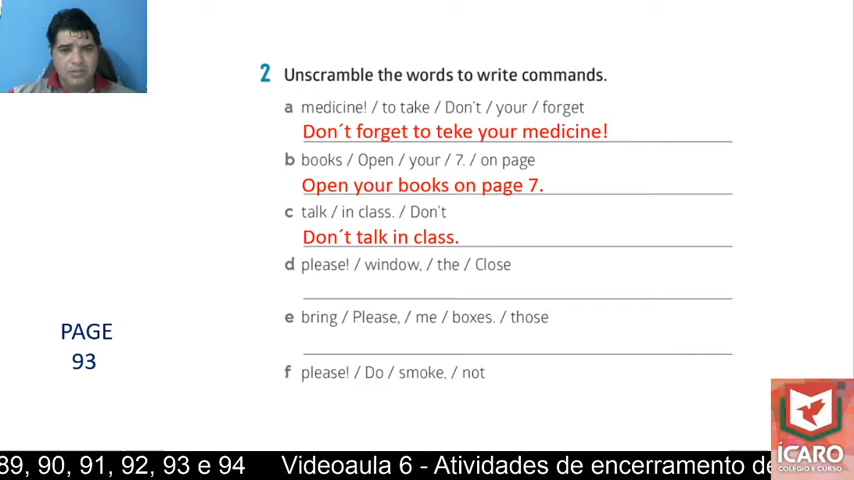 2 Unscramble the words to write commands.
a medicine! / to take / Don't / your / forget
Don´t forget to teke your medicine!
b books / Open / your / 7. / on page
Open your books on page 7.
c talk / in class. / Don't
Don´t talk in class.
d please! / window, / the / Close
e bring / Please, / me / boxes. / those
f please! / Do / smoke, / not
PAGE
93
ÍCARO
COLÉGIO E CURSO
89, 90, 91, 92, 93 e 94 Videoaula 6 - Atividades de encerramento de